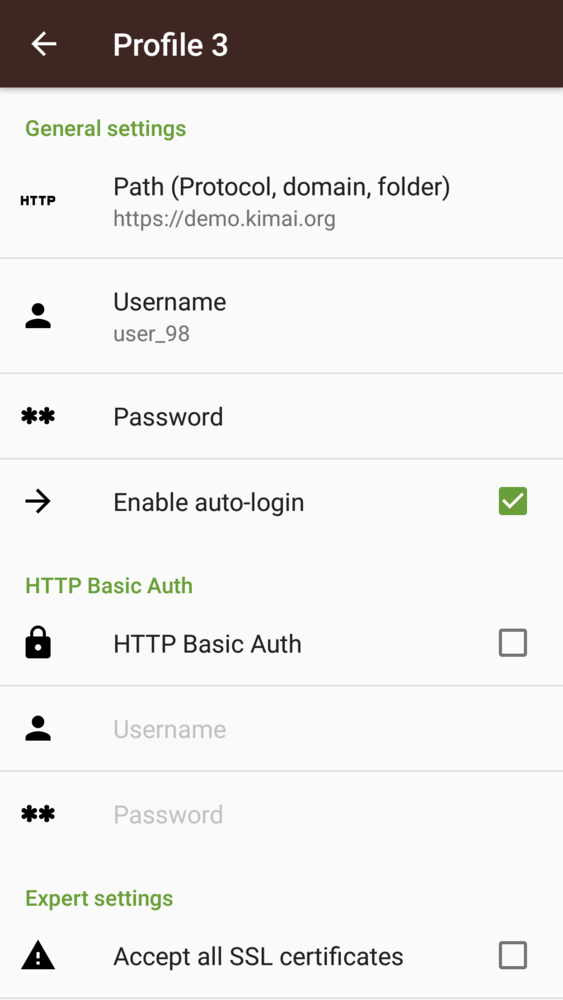 Profile 3
General settings
HTTP
Path (Protocol, domain, folder)
https://demo.kimai.org
Username
user_98
**
Password
Enable auto-login
HTTP Basic Auth
HTTP Basic Auth
Username
**
Password
Expert settings
Accept all SSL certificates